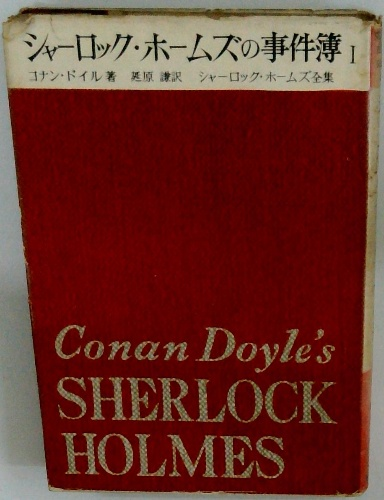 シャーロック・ホームズの事件簿 I
コナン・ドイル著 延原 謙訳 シャーロック・ホームズ全集
Conan Doyle's
SHERLOCK
HOLMES